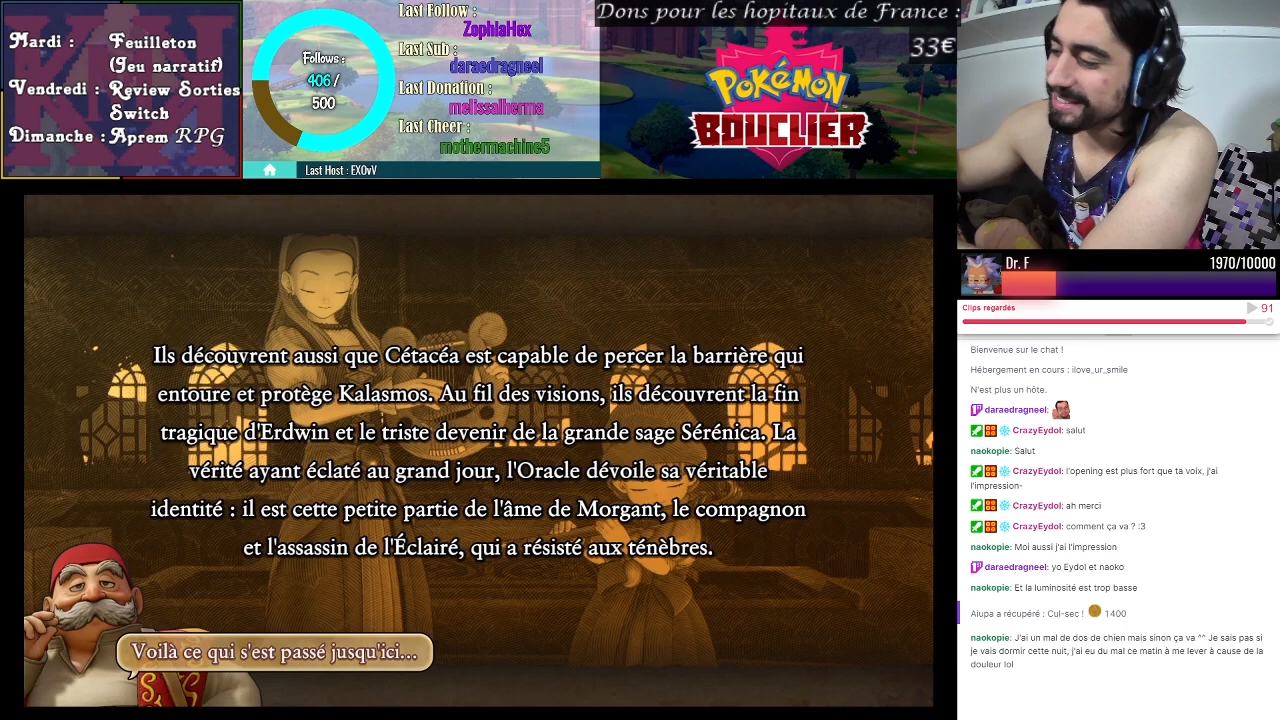 Mardi : Feuilleton
(Jeu narratif)
Vendredi : Review Sorties
Switch
Dimanche : Aprem RPG
Follows :
406 /
500
Last Follow :
ZophiaHex
Last Sub :
daraedragneel
Last Donation :
melissalherma
Last Cheer :
mothermachine5
Last Host : EXOvV
Dons pour les hopitaux de France :
33€
POKÉMON
BOUCLIER
Dr. F 1970/10000
Clips regardés 91
Bienvenue sur le chat !
Hébergement en cours : ilove_ur_smile
N'est plus un hôte.
daraedragneel:
CrazyEydol: salut
naokopie: Salut
CrazyEydol: l'opening est plus fort que ta voix, j'ai
l'impression-
CrazyEydol: ah merci
CrazyEydol: comment ça va ? :3
naokopie: Moi aussi j'ai l'impression
daraedragneel: yo Eydol et naoko
naokopie: Et la luminosité est trop basse
Aiupa a récupéré : Cul-sec ! 1400
naokopie: J'ai un mal de dos de chien mais sinon ça va ^^ Je sais pas si
je vais dormir cette nuit, j'ai eu du mal ce matin à me lever à cause de la
douleur lol
Ils découvrent aussi que Cétacéa est capable de percer la barrière qui
entoure et protège Kalasmos. Au fil des visions, ils découvrent la fin
tragique d'Erdwin et le triste devenir de la grande sage Sérénica. La
vérité ayant éclaté au grand jour, l'Oracle dévoile sa véritable
identité : il est cette petite partie de l'âme de Morgant, le compagnon
et l'assassin de l'Éclairé, qui a résisté aux ténèbres.
Voilà ce qui s'est passé jusqu'ici...